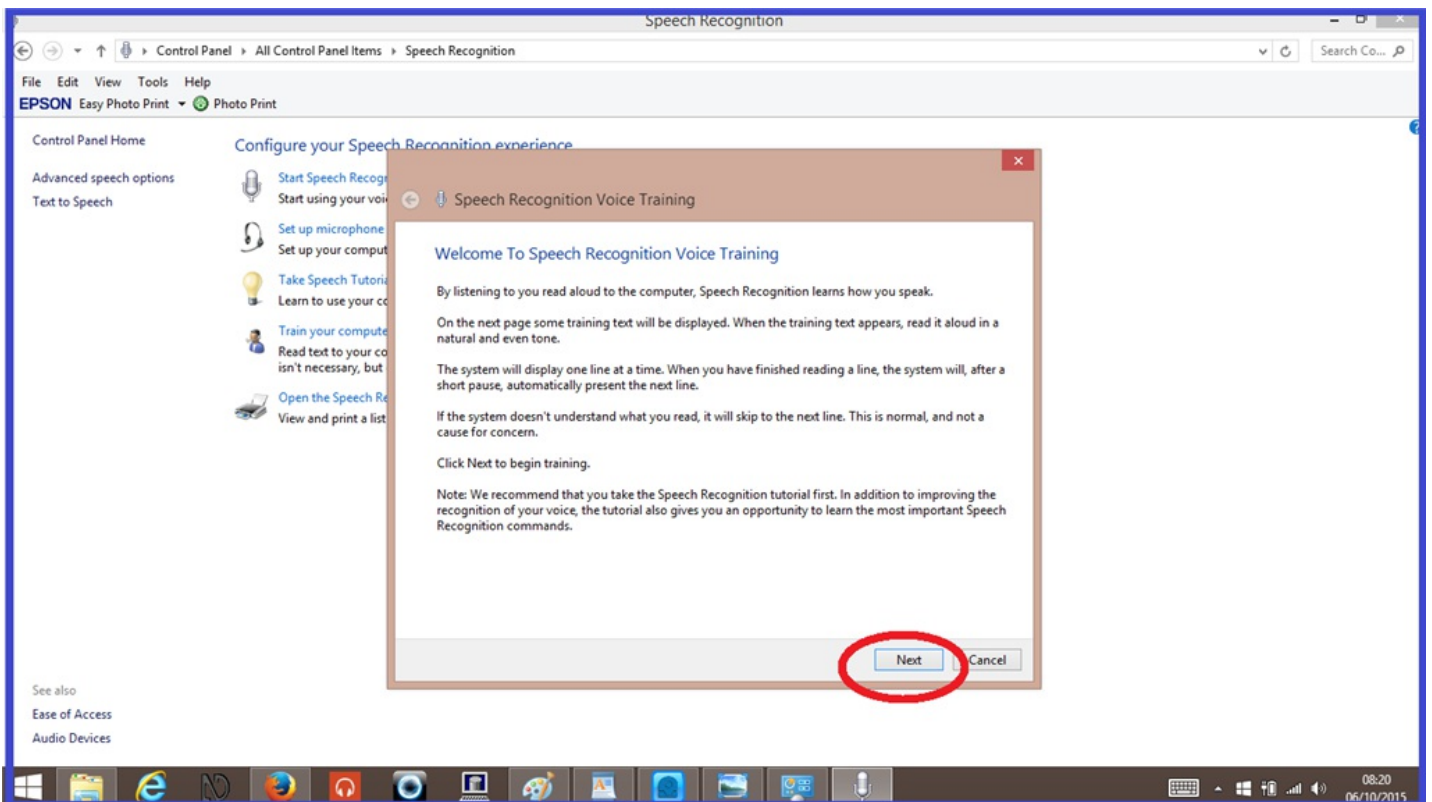 Speech Recognition
Control Panel All Control Panel Items Speech Recognition
Search Co...
File Edit View Tools Help
EPSON Easy Photo Print Photo Print
Control Panel Home
Advanced speech options
Text to Speech
Configure your Speech Recognition experience
Start Speech Recogn
Start using your voi
Set up microphone
Set up your comput
Take Speech Tutoria
Learn to use your co
Train your compute
Read text to your co
isn't necessary, but
Open the Speech Re
View and print a list
Speech Recognition Voice Training
Welcome To Speech Recognition Voice Training
By listening to you read aloud to the computer, Speech Recognition learns how you speak.
On the next page some training text will be displayed. When the training text appears, read it aloud in a
natural and even tone.
The system will display one line at a time. When you have finished reading a line, the system will, after a
short pause, automatically present the next line.
If the system doesn't understand what you read, it will skip to the next line. This is normal, and not a
cause for concern.
Click Next to begin training.
Note: We recommend that you take the Speech Recognition tutorial first. In addition to improving the
recognition of your voice, the tutorial also gives you an opportunity to learn the most important Speech
Recognition commands.
Next Cancel
See also
Ease of Access
Audio Devices
08:20
06/10/2015